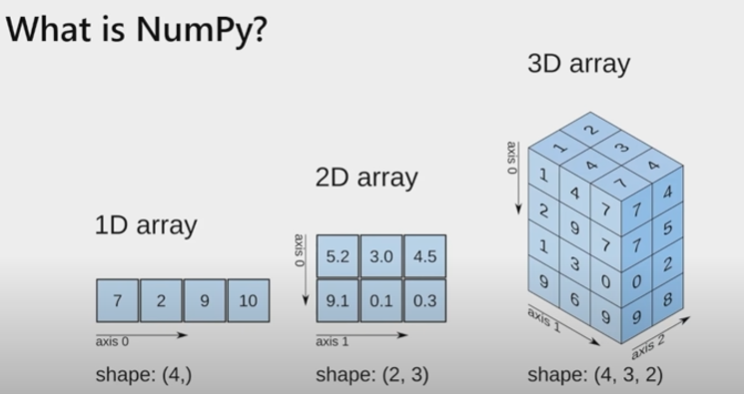 What is NumPy?
3D array
2D array
1D array
axis 0
1 2
4 3
7 4
1 4 7 7 4
2 9 7 7 5
1 3 0 0 2
9 6 9 9 8
axis 1
axis 2
axis 0
5.2 3.0 4.5
9.1 0.1 0.3
axis 1
7 2 9 10
axis 0
shape: (4,)
shape: (2, 3)
shape: (4, 3, 2)